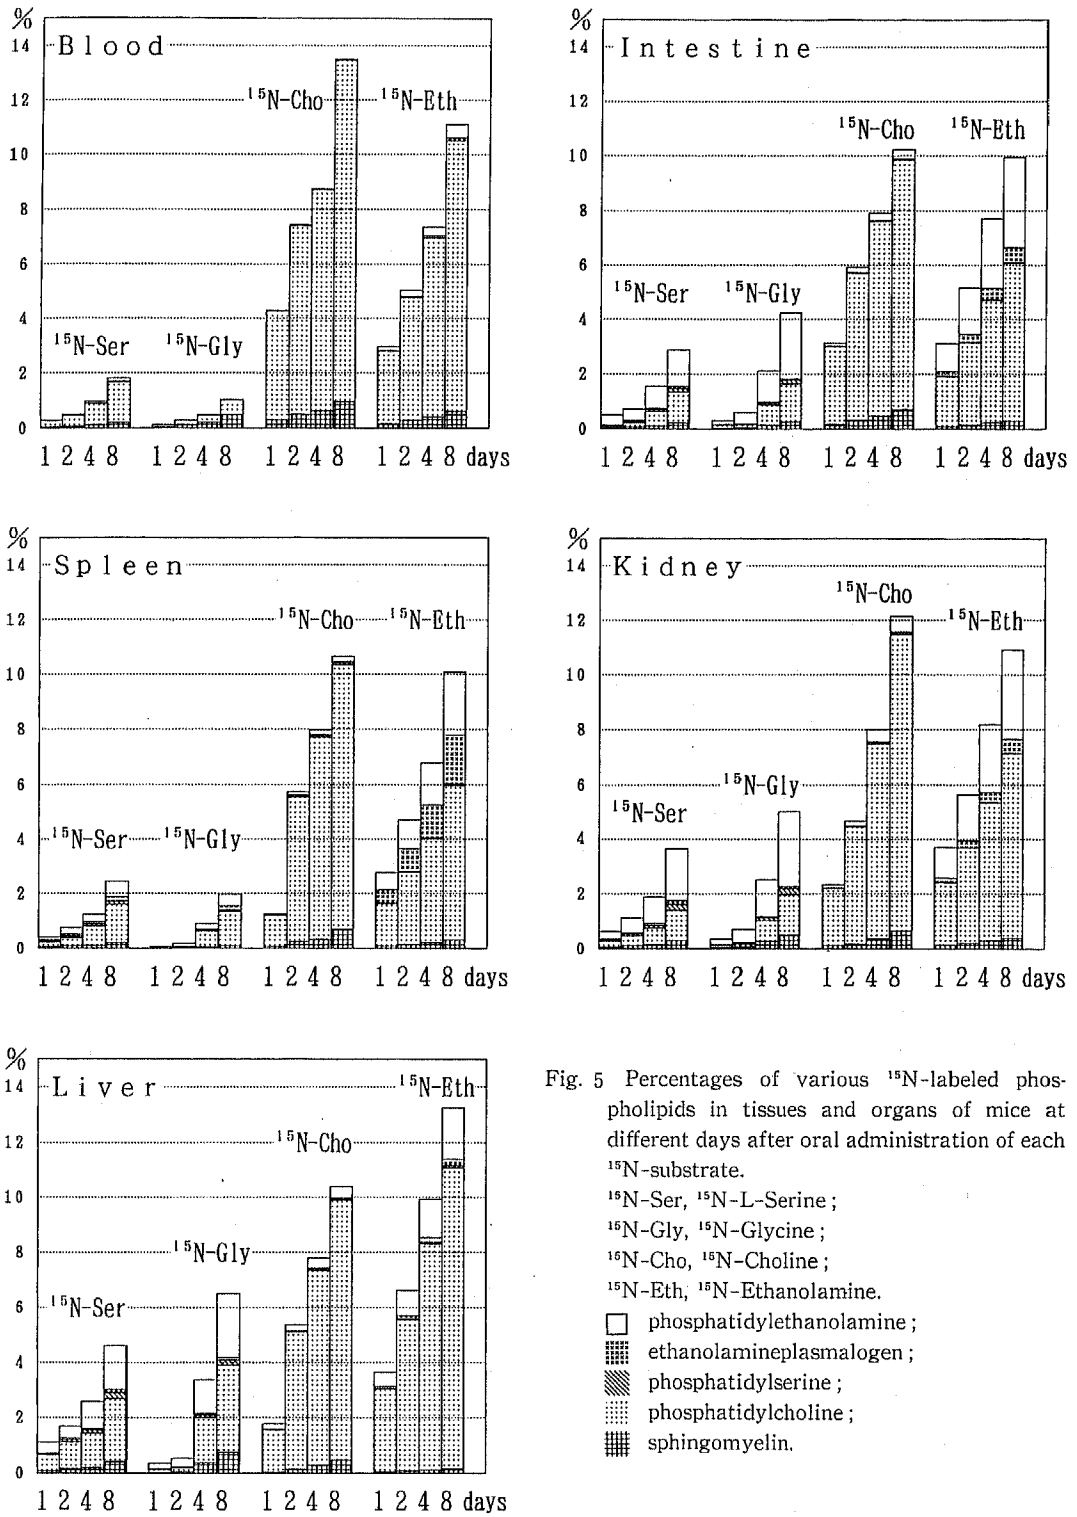 %
14
Blood
12
¹⁵N-Cho
¹⁵N-Eth
10
8
6
4
¹⁵N-Ser
¹⁵N-Gly
2
0
1 2 4 8 1 2 4 8 1 2 4 8 1 2 4 8 days
%
14
Intestine
12
¹⁵N-Cho
¹⁵N-Eth
10
8
6
¹⁵N-Ser
¹⁵N-Gly
4
2
0
1 2 4 8 1 2 4 8 1 2 4 8 1 2 4 8 days
%
14
Spleen
12
¹⁵N-Cho
¹⁵N-Eth
10
8
6
4
¹⁵N-Ser
¹⁵N-Gly
2
0
1 2 4 8 1 2 4 8 1 2 4 8 1 2 4 8 days
%
14
Kidney
¹⁵N-Cho
12
¹⁵N-Eth
10
8
6
¹⁵N-Gly
¹⁵N-Ser
4
2
0
1 2 4 8 1 2 4 8 1 2 4 8 1 2 4 8 days
%
14
Liver
¹⁵N-Eth
12
¹⁵N-Cho
10
8
¹⁵N-Gly
6
¹⁵N-Ser
4
2
0
1 2 4 8 1 2 4 8 1 2 4 8 1 2 4 8 days
Fig. 5 Percentages of various ¹⁵N-labeled phos-
pholipids in tissues and organs of mice at
different days after oral administration of each
¹⁵N-substrate.
¹⁵N-Ser, ¹⁵N-L-Serine;
¹⁵N-Gly, ¹⁵N-Glycine;
¹⁵N-Cho, ¹⁵N-Choline;
¹⁵N-Eth, ¹⁵N-Ethanolamine.
phosphatidylethanolamine;
ethanolamineplasmalogen;
phosphatidylserine;
phosphatidylcholine;
sphingomyelin.